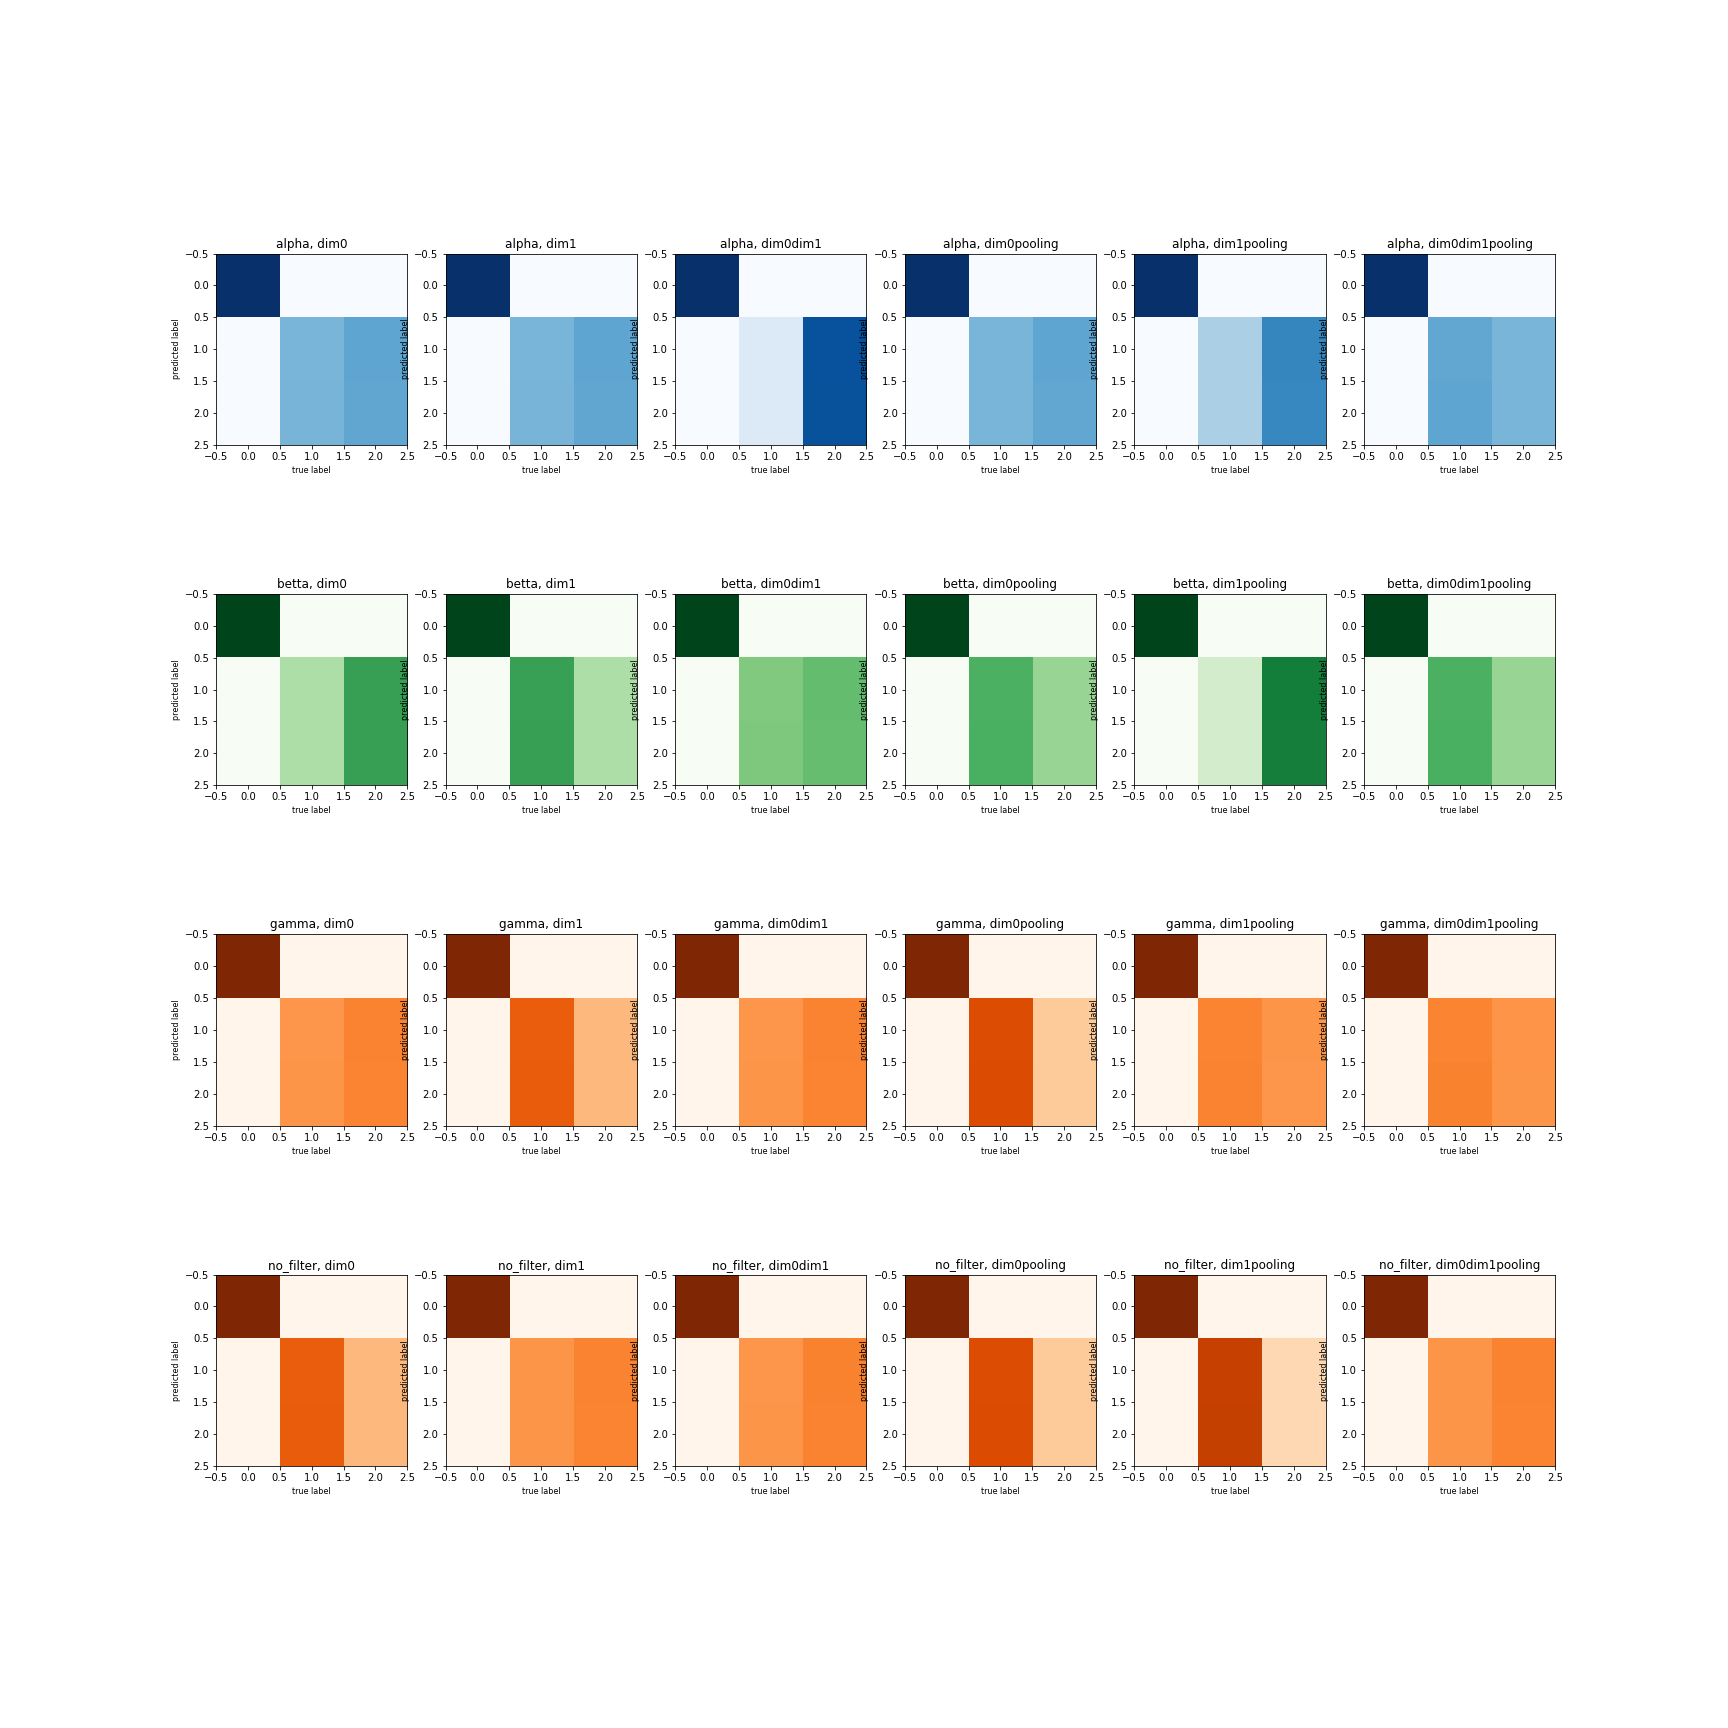 alpha, dim0 alpha, dim1 alpha, dim0dim1 alpha, dim0pooling alpha, dim1pooling alpha, dim0dim1pooling
−0.5 −0.5 −0.5 −0.5 −0.5 −0.5
0.0 0.0 0.0 0.0 0.0 0.0
0.5 0.5 0.5 0.5 0.5 0.5
predicted label predicted label predicted label predicted label predicted label predicted label
1.0 1.0 1.0 1.0 1.0 1.0
1.5 1.5 1.5 1.5 1.5 1.5
2.0 2.0 2.0 2.0 2.0 2.0
2.5 2.5 2.5 2.5 2.5 2.5
−0.5 0.0 0.5 1.0 1.5 2.0 2.5 −0.5 0.0 0.5 1.0 1.5 2.0 2.5 −0.5 0.0 0.5 1.0 1.5 2.0 2.5 −0.5 0.0 0.5 1.0 1.5 2.0 2.5 −0.5 0.0 0.5 1.0 1.5 2.0 2.5 −0.5 0.0 0.5 1.0 1.5 2.0 2.5
true label true label true label true label true label true label
betta, dim0 betta, dim1 betta, dim0dim1 betta, dim0pooling betta, dim1pooling betta, dim0dim1pooling
−0.5 −0.5 −0.5 −0.5 −0.5 −0.5
0.0 0.0 0.0 0.0 0.0 0.0
0.5 0.5 0.5 0.5 0.5 0.5
predicted label predicted label predicted label predicted label predicted label predicted label
1.0 1.0 1.0 1.0 1.0 1.0
1.5 1.5 1.5 1.5 1.5 1.5
2.0 2.0 2.0 2.0 2.0 2.0
2.5 2.5 2.5 2.5 2.5 2.5
−0.5 0.0 0.5 1.0 1.5 2.0 2.5 −0.5 0.0 0.5 1.0 1.5 2.0 2.5 −0.5 0.0 0.5 1.0 1.5 2.0 2.5 −0.5 0.0 0.5 1.0 1.5 2.0 2.5 −0.5 0.0 0.5 1.0 1.5 2.0 2.5 −0.5 0.0 0.5 1.0 1.5 2.0 2.5
true label true label true label true label true label true label
gamma, dim0 gamma, dim1 gamma, dim0dim1 gamma, dim0pooling gamma, dim1pooling gamma, dim0dim1pooling
−0.5 −0.5 −0.5 −0.5 −0.5 −0.5
0.0 0.0 0.0 0.0 0.0 0.0
0.5 0.5 0.5 0.5 0.5 0.5
predicted label predicted label predicted label predicted label predicted label predicted label
1.0 1.0 1.0 1.0 1.0 1.0
1.5 1.5 1.5 1.5 1.5 1.5
2.0 2.0 2.0 2.0 2.0 2.0
2.5 2.5 2.5 2.5 2.5 2.5
−0.5 0.0 0.5 1.0 1.5 2.0 2.5 −0.5 0.0 0.5 1.0 1.5 2.0 2.5 −0.5 0.0 0.5 1.0 1.5 2.0 2.5 −0.5 0.0 0.5 1.0 1.5 2.0 2.5 −0.5 0.0 0.5 1.0 1.5 2.0 2.5 −0.5 0.0 0.5 1.0 1.5 2.0 2.5
true label true label true label true label true label true label
no_filter, dim0 no_filter, dim1 no_filter, dim0dim1 no_filter, dim0pooling no_filter, dim1pooling no_filter, dim0dim1pooling
−0.5 −0.5 −0.5 −0.5 −0.5 −0.5
0.0 0.0 0.0 0.0 0.0 0.0
0.5 0.5 0.5 0.5 0.5 0.5
predicted label predicted label predicted label predicted label predicted label predicted label
1.0 1.0 1.0 1.0 1.0 1.0
1.5 1.5 1.5 1.5 1.5 1.5
2.0 2.0 2.0 2.0 2.0 2.0
2.5 2.5 2.5 2.5 2.5 2.5
−0.5 0.0 0.5 1.0 1.5 2.0 2.5 −0.5 0.0 0.5 1.0 1.5 2.0 2.5 −0.5 0.0 0.5 1.0 1.5 2.0 2.5 −0.5 0.0 0.5 1.0 1.5 2.0 2.5 −0.5 0.0 0.5 1.0 1.5 2.0 2.5 −0.5 0.0 0.5 1.0 1.5 2.0 2.5
true label true label true label true label true label true label